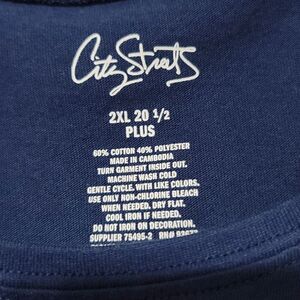 City Streets
2XL 20 1/2
PLUS
60% COTTON 40% POLYESTER
MADE IN CAMBODIA
TURN GARMENT INSIDE OUT.
MACHINE WASH COLD
GENTLE CYCLE. WITH LIKE COLORS.
USE ONLY NON-CHLORINE BLEACH
WHEN NEEDED. DRY FLAT.
COOL IRON IF NEEDED.
DO NOT IRON ON DECORATION.
SUPPLIER 75495-2 RN#